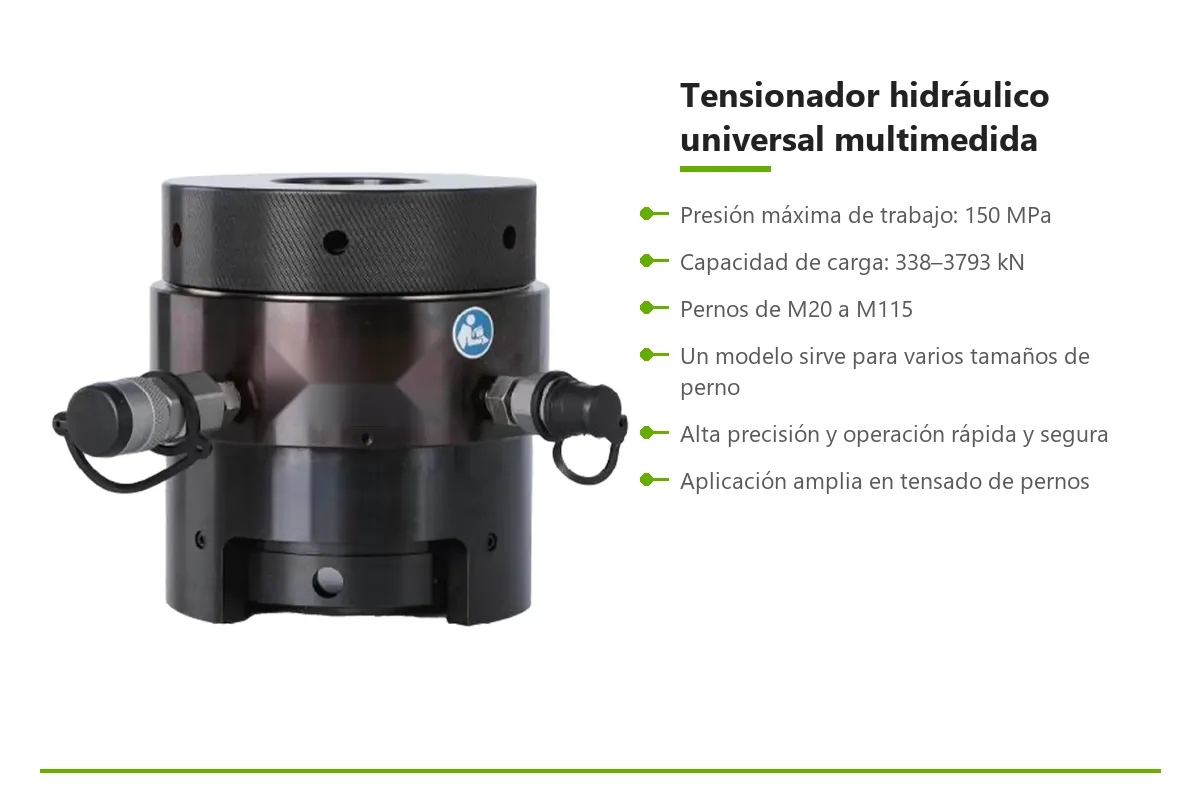 Tensionador hidráulico
universal multimedida
Presión máxima de trabajo: 150 MPa
Capacidad de carga: 338–3793 kN
Pernos de M20 a M115
Un modelo sirve para varios tamaños de
perno
Alta precisión y operación rápida y segura
Aplicación amplia en tensado de pernos